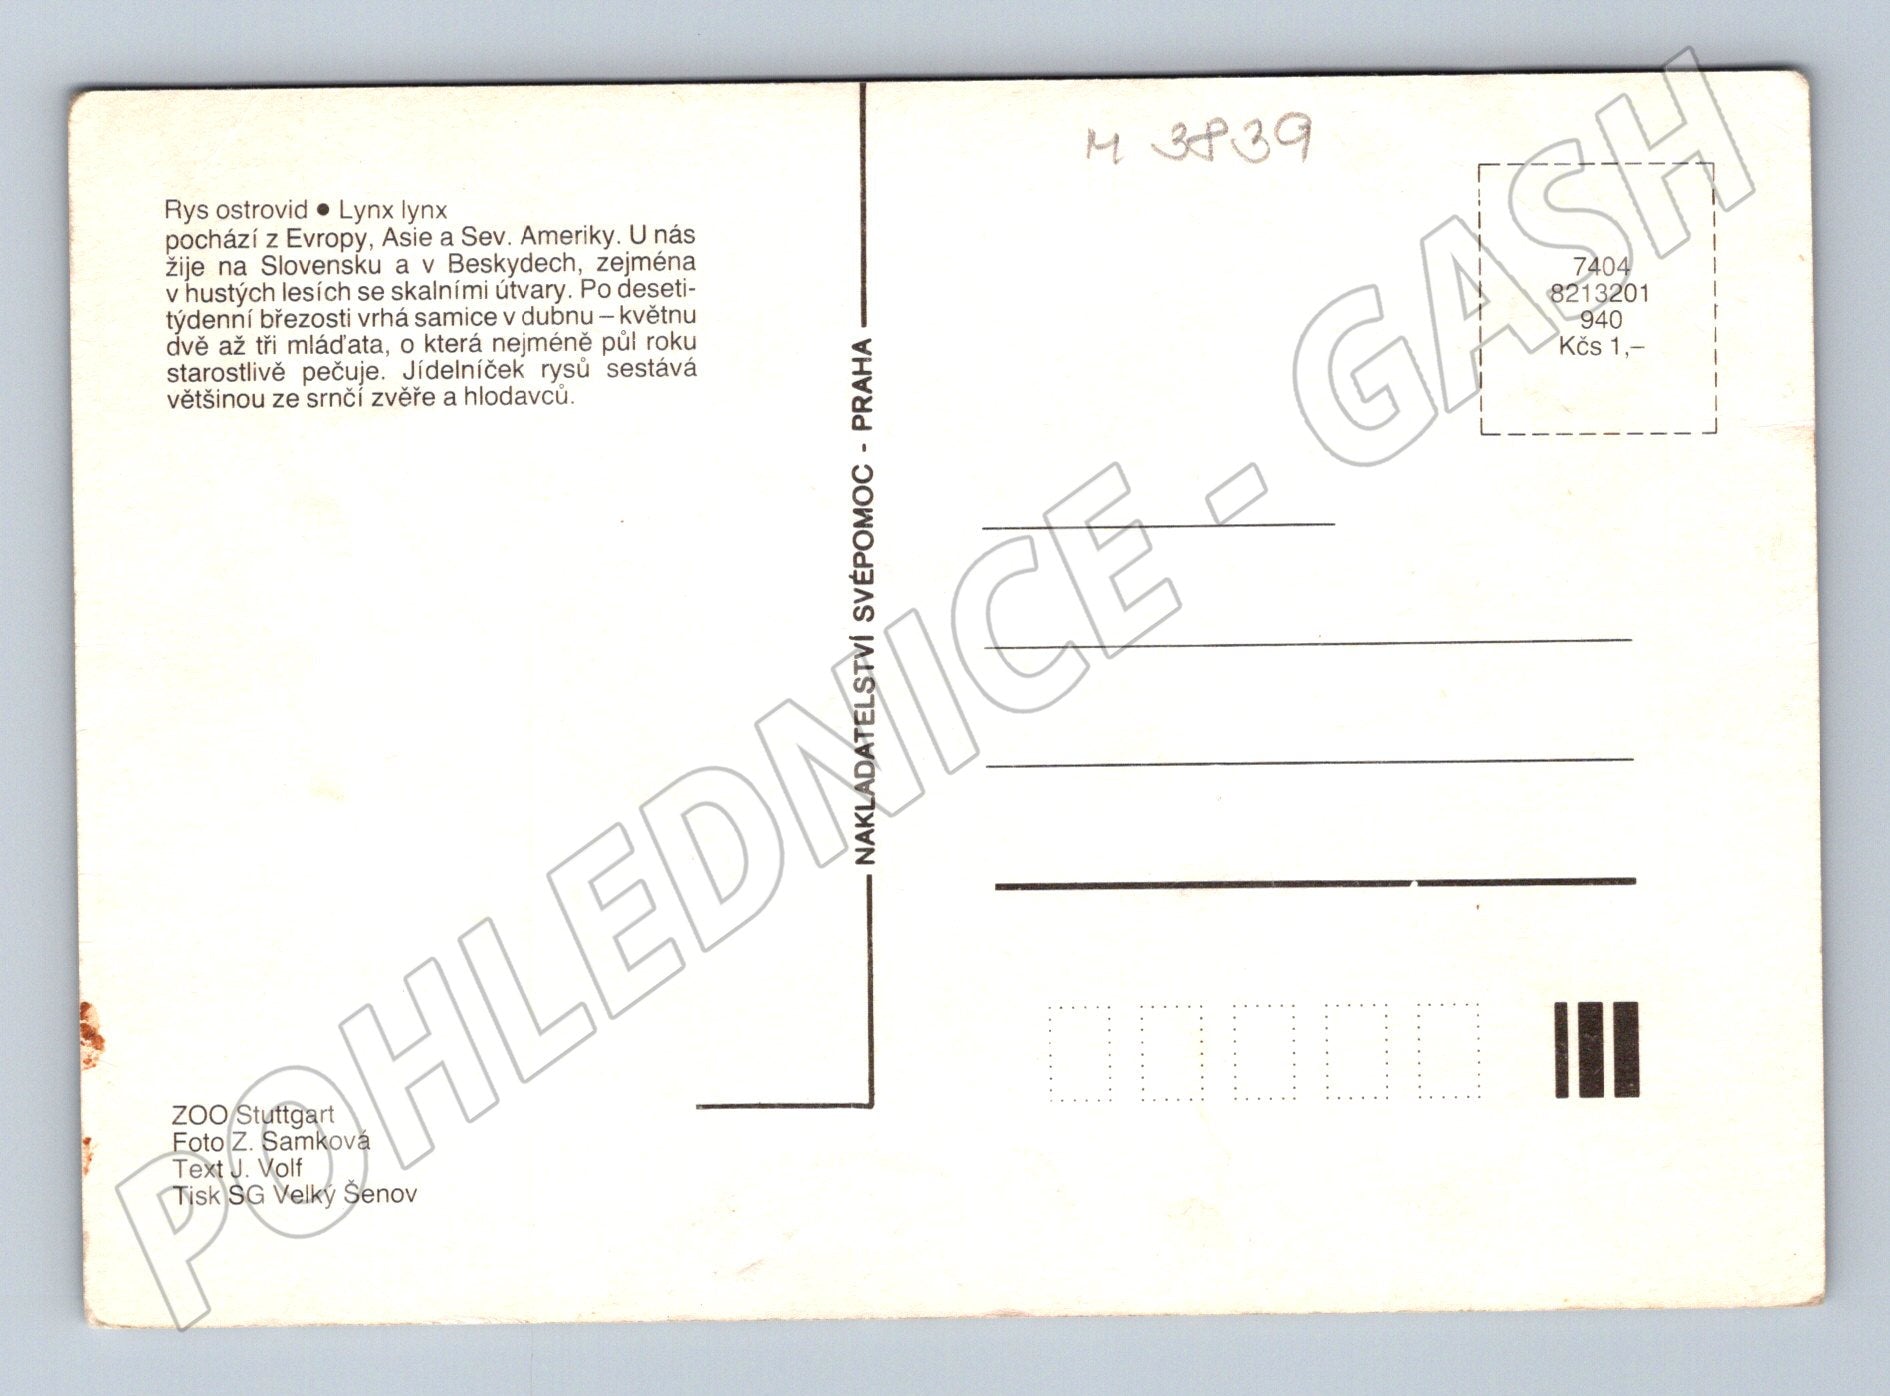 Rys ostrovid ● Lynx lynx
pochází z Evropy, Asie a Sev. Ameriky. U nás
žije na Slovensku a v Beskydech, zejména
v hustých lesích se skalními útvary. Po deseti-
týdenní březosti vrhá samice v dubnu – květnu
dvě až tři mláďata, o která nejméně půl roku
starostlivě pečuje. Jídelníček rysů sestává
většinou ze srnčí zvěře a hlodavců.
ZOO Stuttgart
Foto Z. Samková
Text J. Volf
Tisk SG Velký Šenov
NAKLADATELSTVÍ SVÉPOMOC - PRAHA
M 3839
7404
8213201
940
Kčs 1,–
POHLEDNICE - GASH